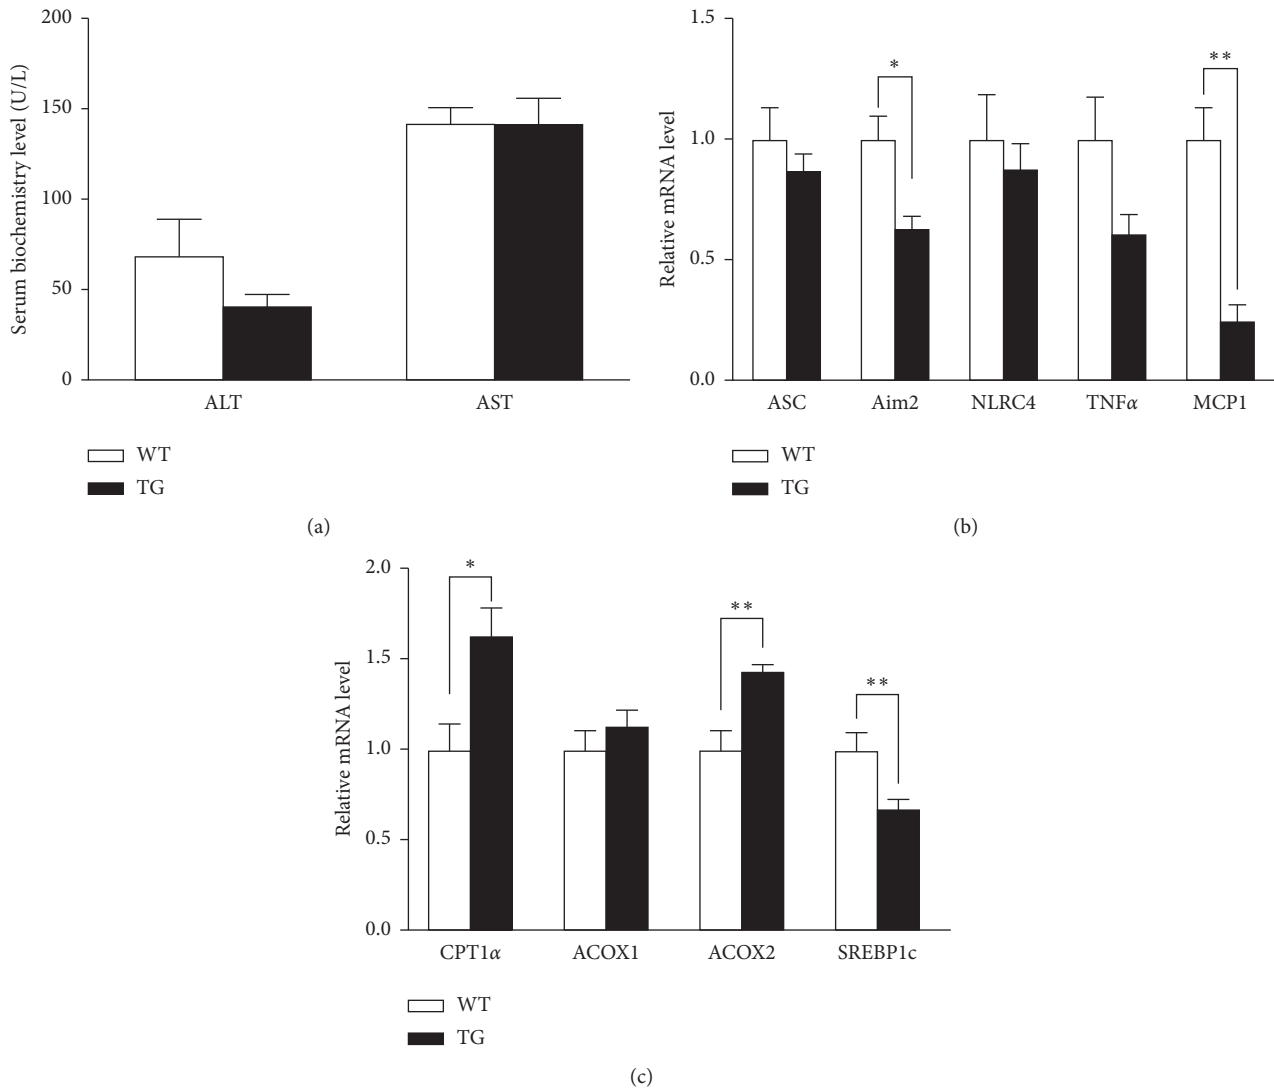 Serum biochemistry level (U/L)
200
150
100
50
0
ALT AST
WT
TG
(a)
Relative mRNA level
1.5
1.0
0.5
0.0
*
**
ASC Aim2 NLRC4 TNFα MCP1
WT
TG
(b)
Relative mRNA level
2.0
1.5
1.0
0.5
0.0
*
**
**
CPT1α ACOX1 ACOX2 SREBP1c
WT
TG
(c)